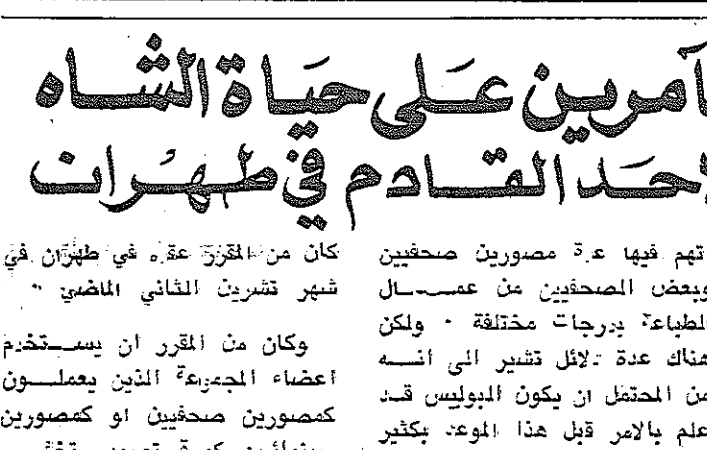 آمرين على حياة الشاه
لاحد القادم في طهران
تهم فيها عدة مصورين صحفيين
وبعض الصحفيين من عمــال
الطباعة بدرجات مختلفة . ولكن
هناك عدة دلائل تشير الى انــه
من المحتمل ان يكون البوليس قد
علم بالامر قبل هذا الموعد بكثير
كان من المقرر عقده في طهران في
شهر تشرين الثاني الماضي .
وكان من المقرر ان يســتخدم
اعضاء المجموعة الذين يعملــون
كمصورين صحفيين او كمصورين